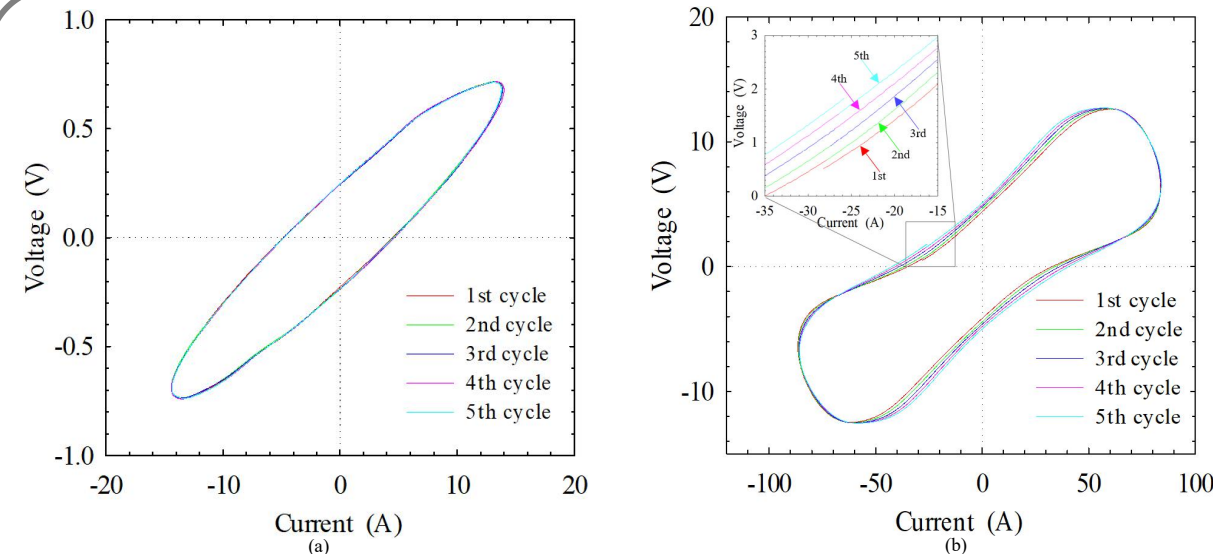 1.0
0.5
0.0
-0.5
-1.0
Voltage (V)
-20 -10 0 10 20
Current (A)
1st cycle
2nd cycle
3rd cycle
4th cycle
5th cycle
(a)
20
10
0
-10
Voltage (V)
-100 -50 0 50 100
Current (A)
3
2
1
0
Voltage (V)
-35 -30 -25 -20 -15
Current (A)
5th
4th
3rd
2nd
1st
1st cycle
2nd cycle
3rd cycle
4th cycle
5th cycle
(b)